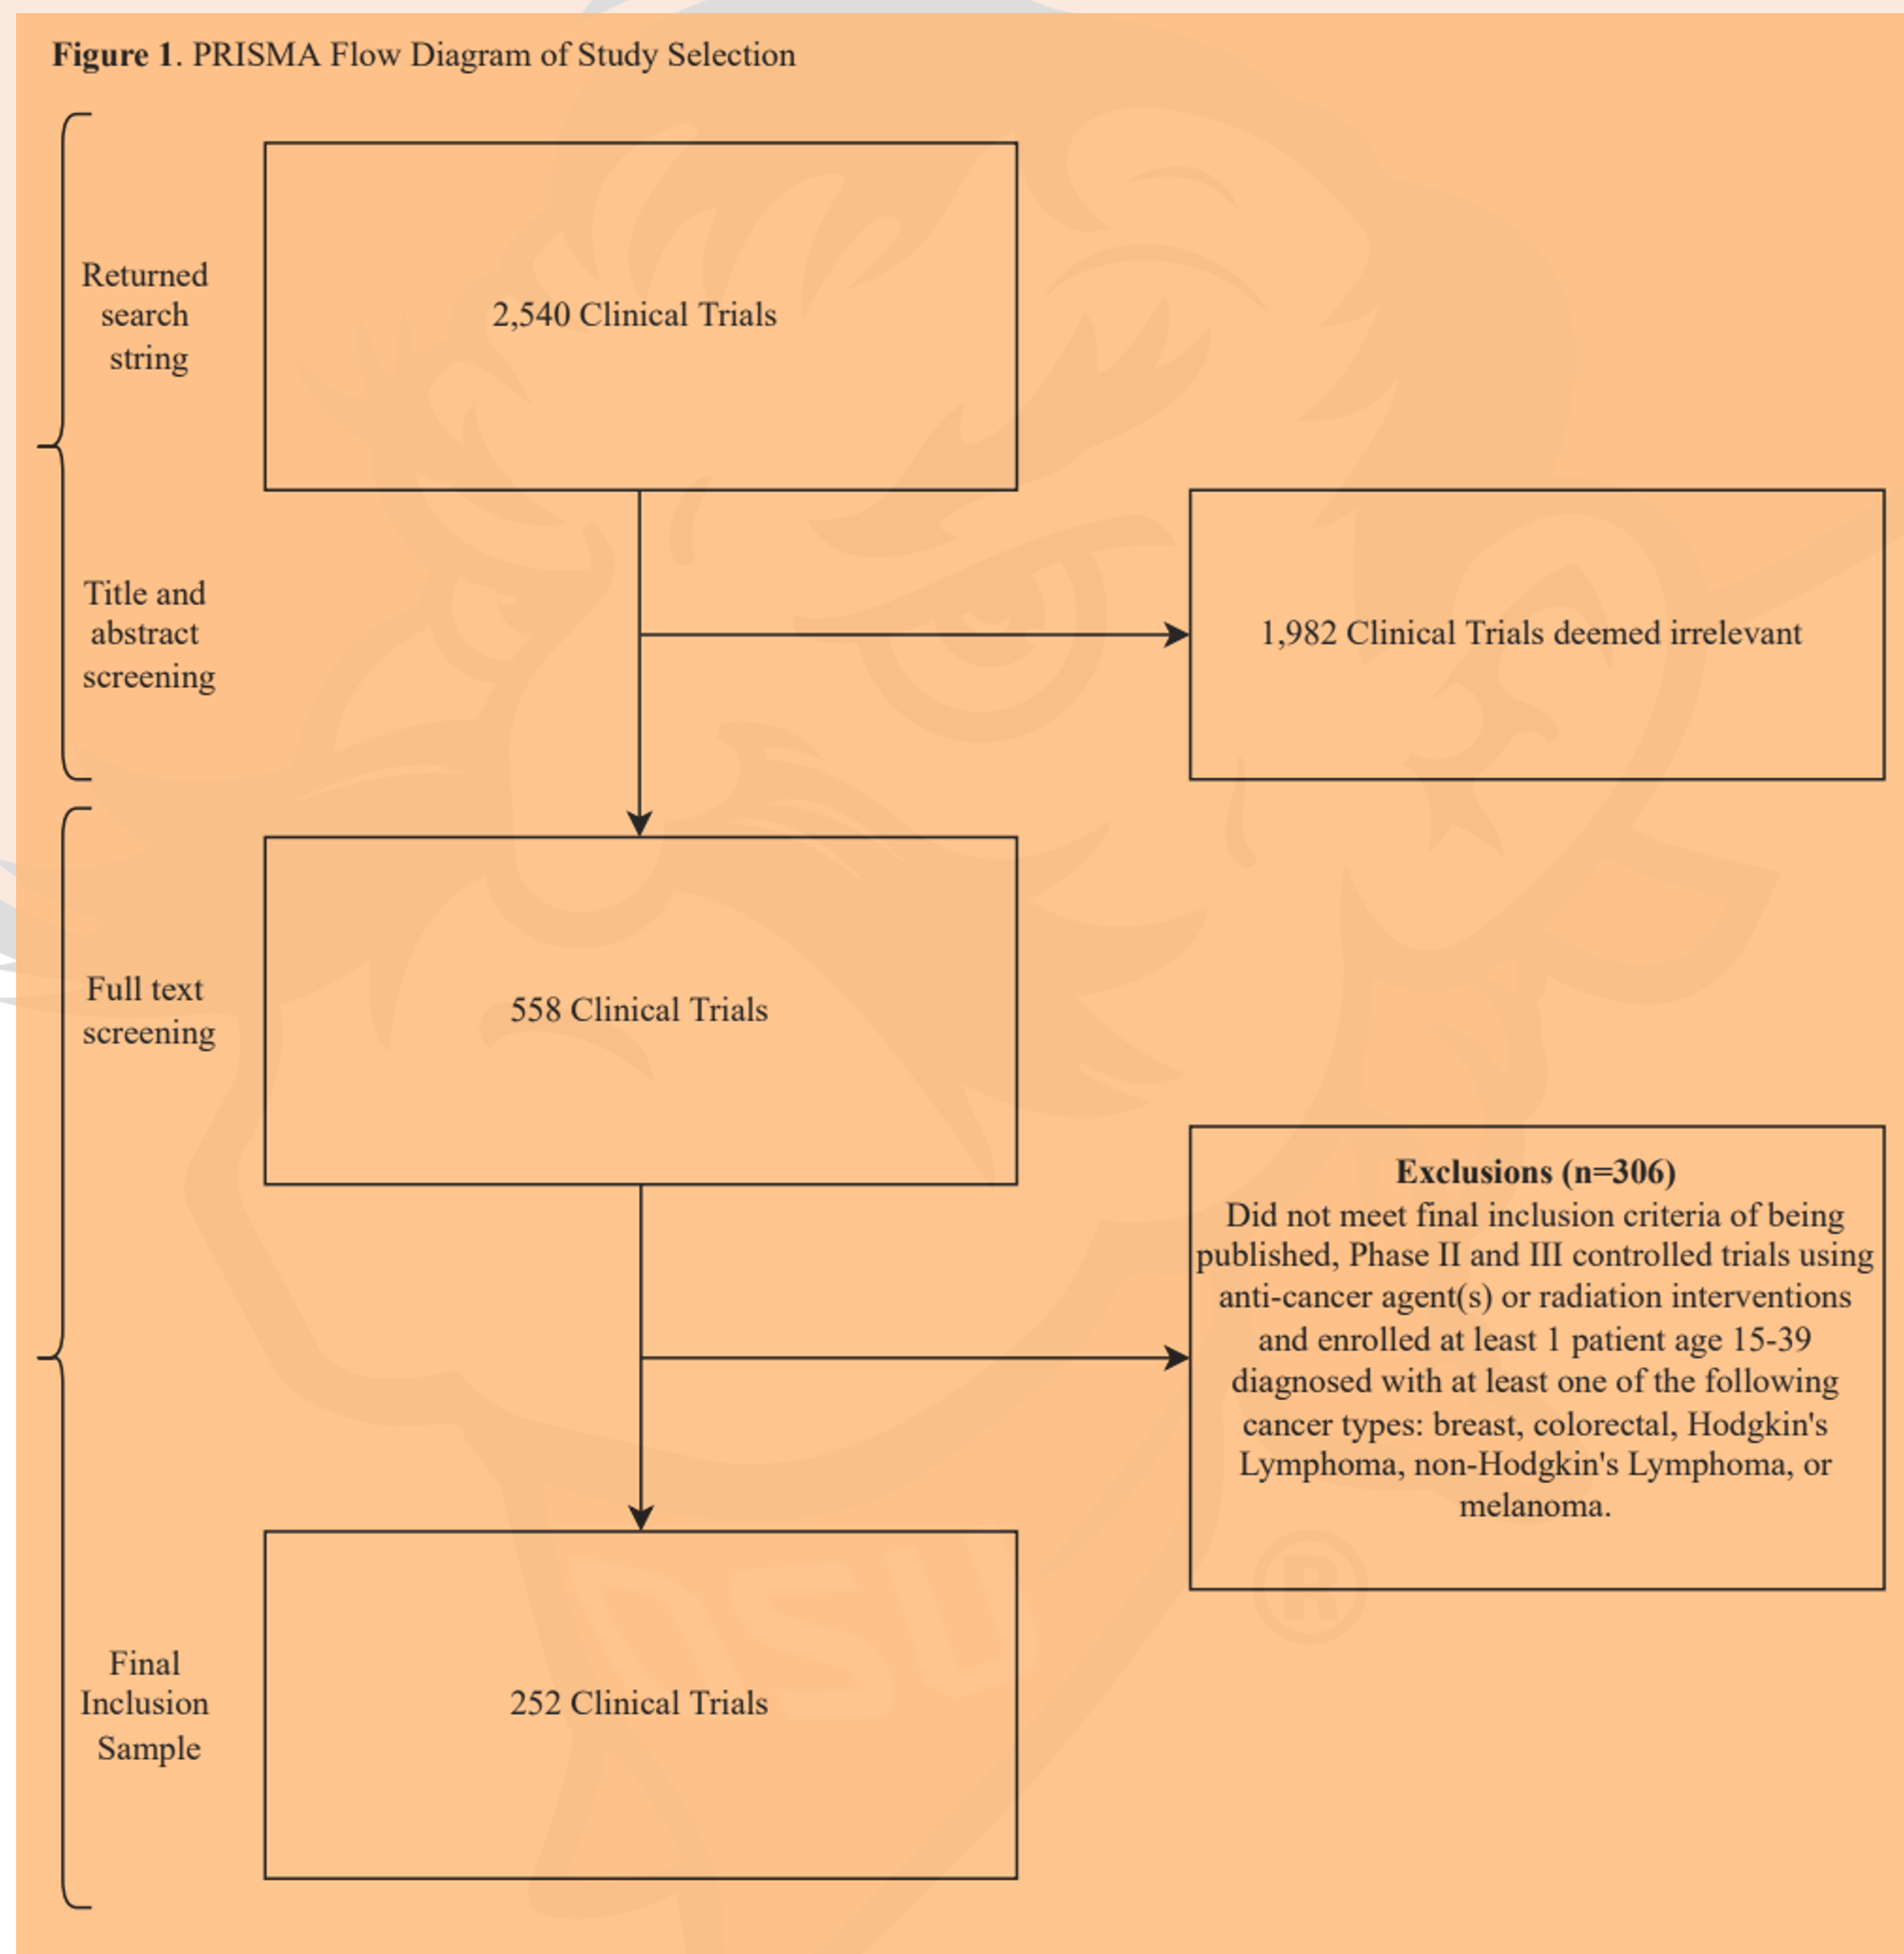 Figure 1. PRISMA Flow Diagram of Study Selection
Returned
search
string
2,540 Clinical Trials
Title and
abstract
screening
1,982 Clinical Trials deemed irrelevant
Full text
screening
558 Clinical Trials
Exclusions (n=306)
Did not meet final inclusion criteria of being
published, Phase II and III controlled trials using
anti-cancer agent(s) or radiation interventions
and enrolled at least 1 patient age 15-39
diagnosed with at least one of the following
cancer types: breast, colorectal, Hodgkin's
Lymphoma, non-Hodgkin's Lymphoma, or
melanoma.
Final
Inclusion
Sample
252 Clinical Trials
OSU
®